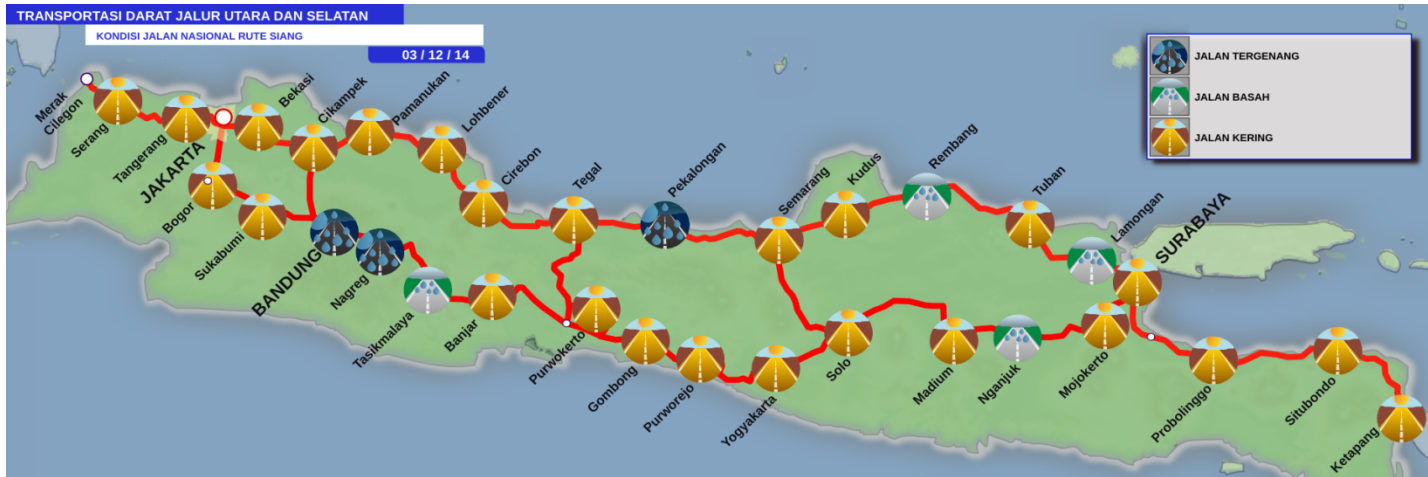 TRANSPORTASI DARAT JALUR UTARA DAN SELATAN
KONDISI JALAN NASIONAL RUTE SIANG
03 / 12 / 14
JALAN TERGENANG
JALAN BASAH
JALAN KERING
Merak
Cilegon
Serang
Tangerang
JAKARTA
Bekasi
Cikampek
Pamanukan
Lohbener
Cirebon
Tegal
Pekalongan
Semarang
Kudus
Rembang
Tuban
Lamongan
SURABAYA
Bogor
Sukabumi
BANDUNG
Nagreg
Tasikmalaya
Banjar
Purwokerto
Gombong
Purworejo
Yogyakarta
Solo
Madium
Nganjuk
Mojokerto
Probolinggo
Situbondo
Ketapang